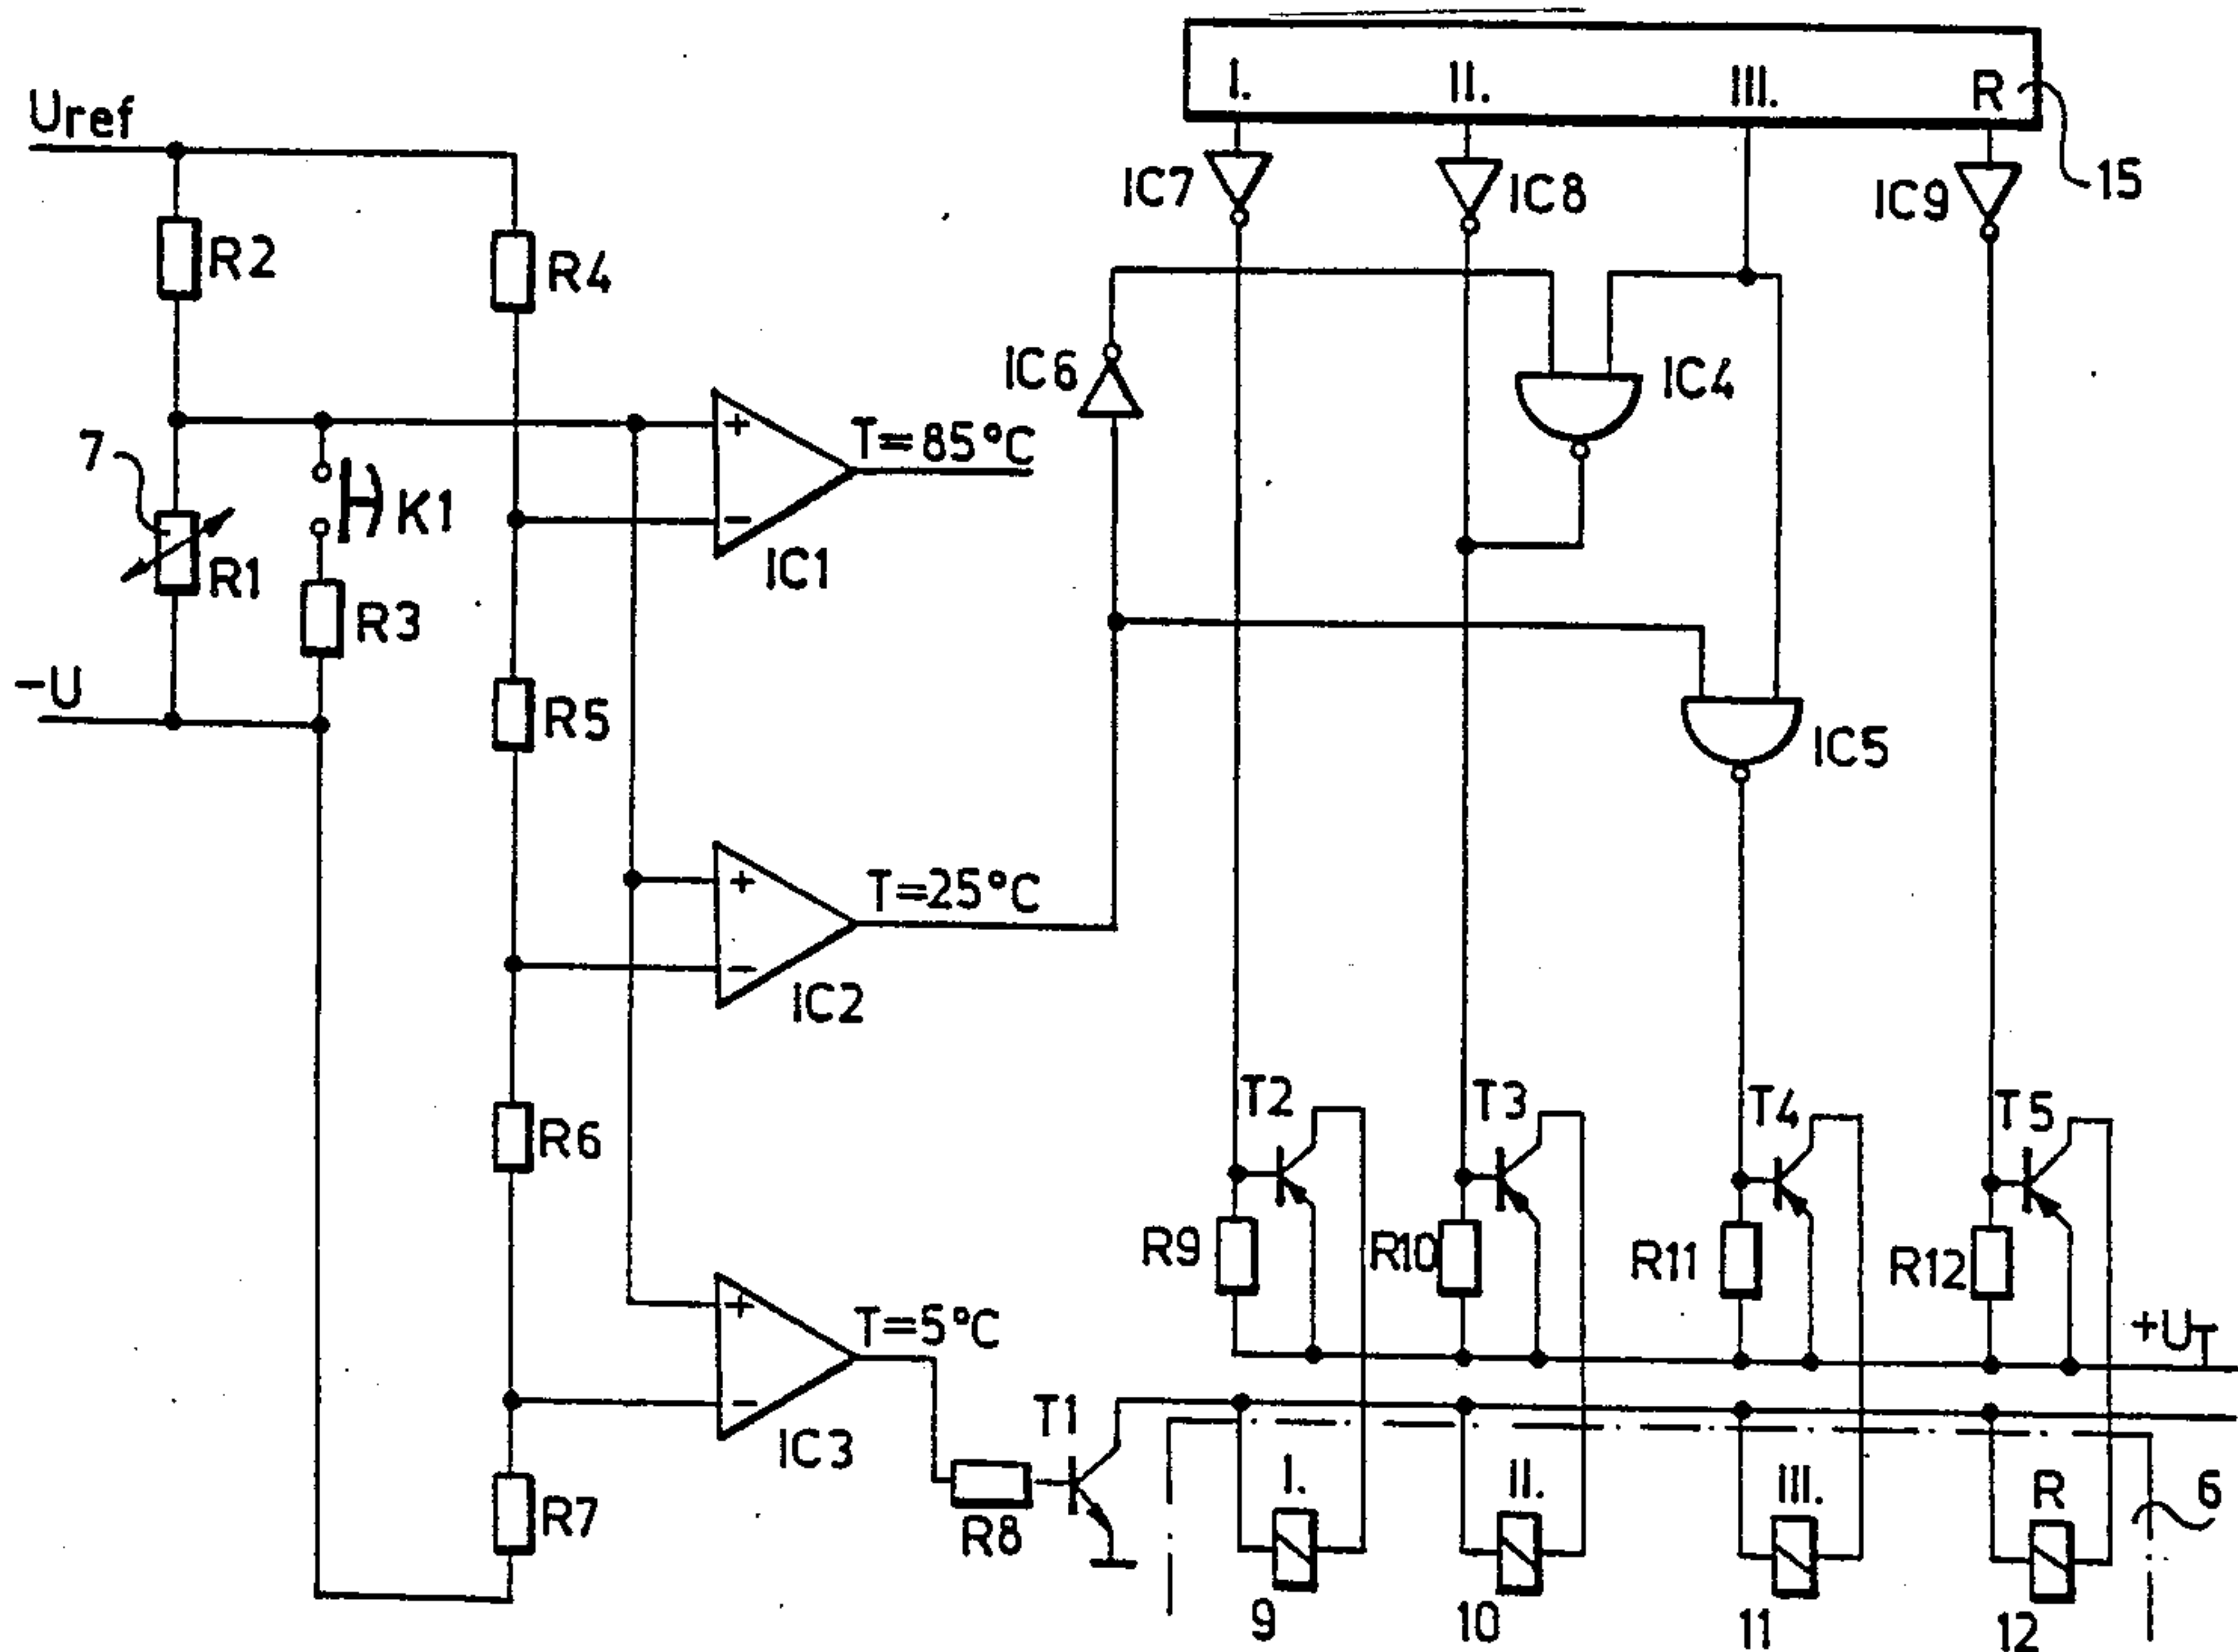 I. II. III. R
Uref
IC7 IC8 IC9 15
R2 R4
IC6 IC4
7 T=85°C
K1
R1 IC1
R3
-U
R5 IC5
T=25°C
IC2
T2 T3 T4 T5
R6
R9 R10 R11 R12
T=5°C +U
T1
IC3 I. II. III. R 6
R7 R8
9 10 11 12
+ -
+ -
+ -